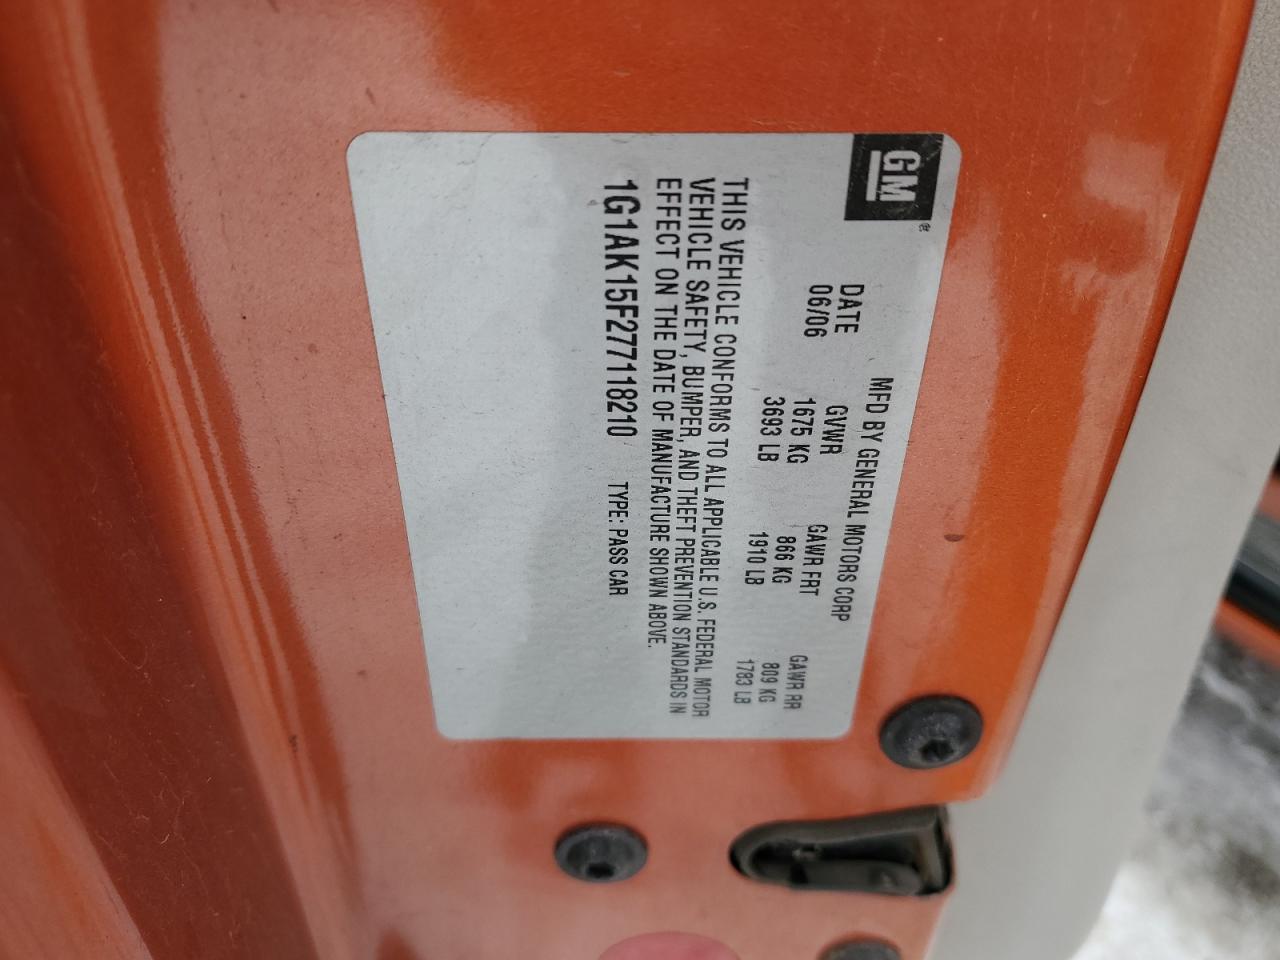 GM®
MFD BY GENERAL MOTORS CORP
DATE GVWR GAWR FRT GAWR RR
06/06 1675 KG 866 KG 809 KG
3693 LB 1910 LB 1783 LB
THIS VEHICLE CONFORMS TO ALL APPLICABLE U.S. FEDERAL MOTOR
VEHICLE SAFETY, BUMPER, AND THEFT PREVENTION STANDARDS IN
EFFECT ON THE DATE OF MANUFACTURE SHOWN ABOVE.
1G1AK15F277118210 TYPE: PASS CAR